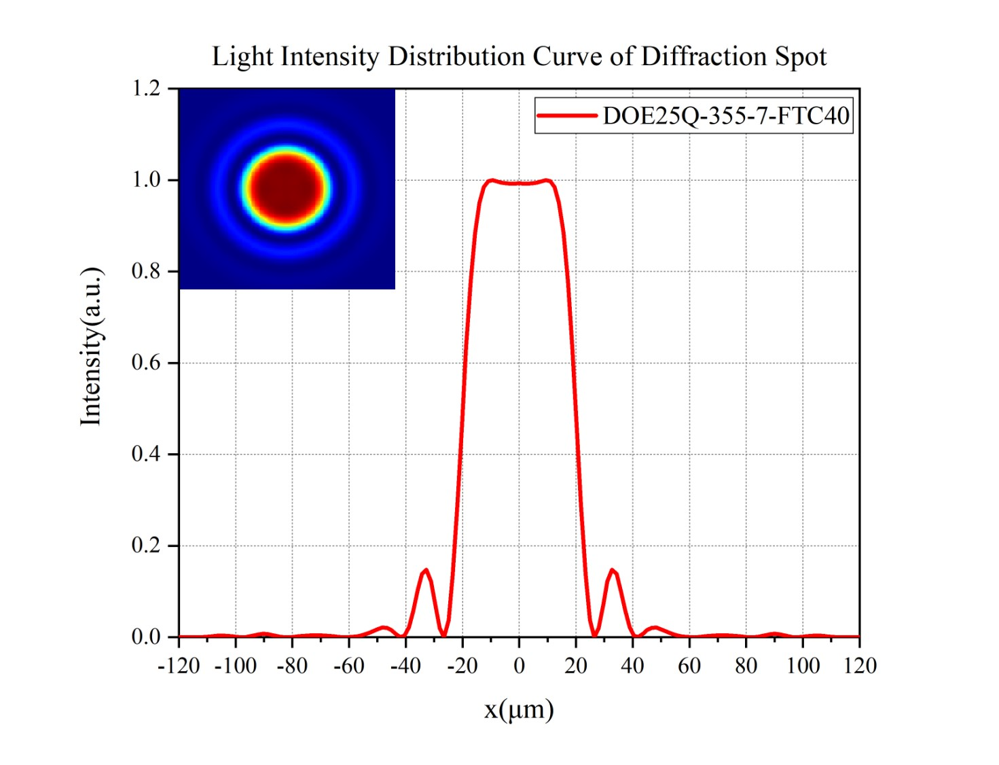 Light Intensity Distribution Curve of Diffraction Spot
DOE25Q-355-7-FTC40
Intensity(a.u.)
1.2
1.0
0.8
0.6
0.4
0.2
0.0
-120 -100 -80 -60 -40 -20 0 20 40 60 80 100 120
x(μm)